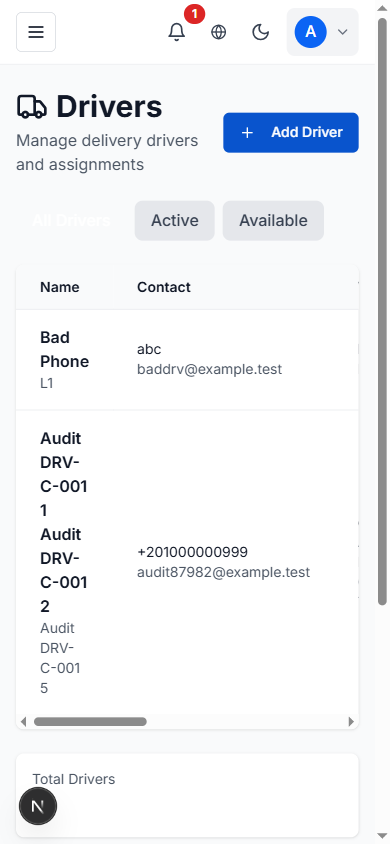 1
A
Drivers
Manage delivery drivers
and assignments
Add Driver
All Drivers
Active
Available
Name
Contact
Bad
Phone
L1
abc
baddrv@example.test
Audit
DRV-
C-001
1
Audit
DRV-
C-001
2
Audit
DRV-
C-001
5
+201000000999
audit87982@example.test
Total Drivers
N